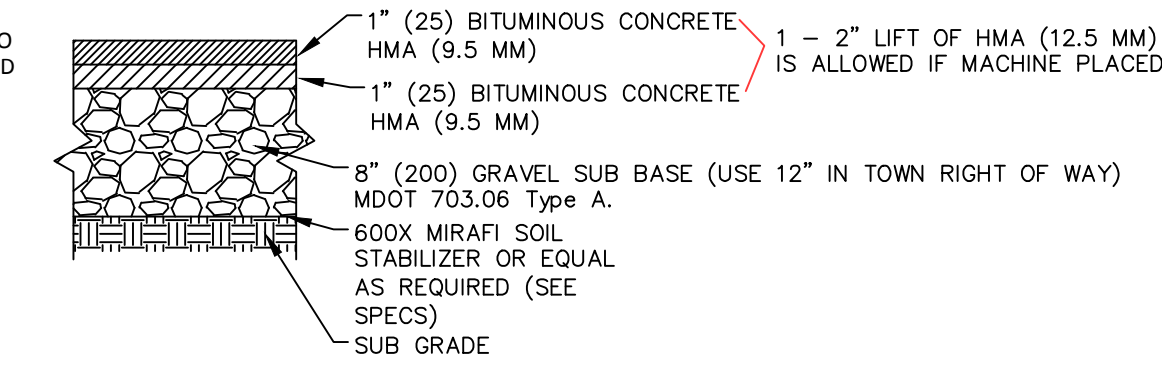 O
D
1” (25) BITUMINOUS CONCRETE
HMA (9.5 MM)
1 – 2” LIFT OF HMA (12.5 MM)
IS ALLOWED IF MACHINE PLACED
1” (25) BITUMINOUS CONCRETE
HMA (9.5 MM)
8” (200) GRAVEL SUB BASE (USE 12” IN TOWN RIGHT OF WAY)
MDOT 703.06 Type A.
600X MIRAFI SOIL
STABILIZER OR EQUAL
AS REQUIRED (SEE
SPECS)
SUB GRADE